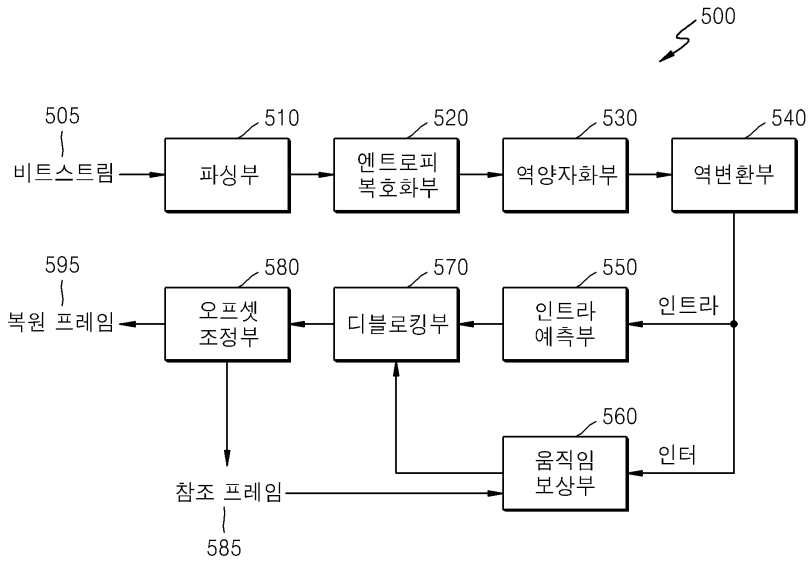 500
505
510
520
530
540
비트스트림
파싱부
엔트로피
복호화부
역양자화부
역변환부
595
580
570
550
복원 프레임
오프셋
조정부
디블로킹부
인트라
예측부
인트라
560
움직임
보상부
인터
참조 프레임
585